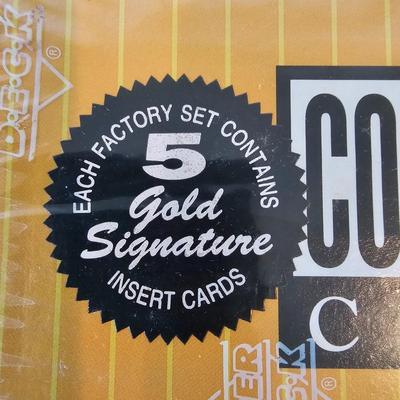 D·E·C·K
®
EACH FACTORY SET CONTAINS
5
Gold
Signature
INSERT CARDS
CO
C
®